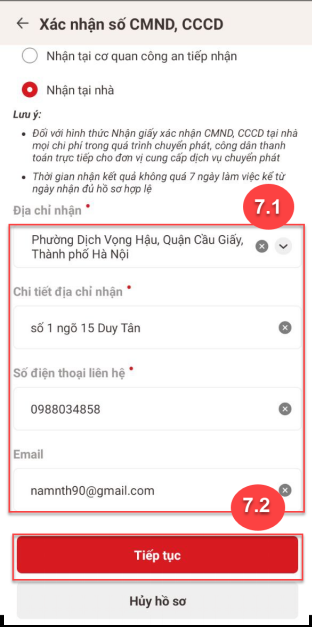 ← Xác nhận số CMND, CCCD
Nhận tại cơ quan công an tiếp nhận
Nhận tại nhà
Lưu ý:
• Đối với hình thức Nhận giấy xác nhận CMND, CCCD tại nhà
mọi chi phí trong quá trình chuyển phát, công dân thanh
toán trực tiếp cho đơn vị cung cấp dịch vụ chuyển phát
• Thời gian nhận kết quả không quá 7 ngày làm việc kể từ
ngày nhận đủ hồ sơ hợp lệ
Địa chỉ nhận *
7.1
Phường Dịch Vọng Hậu, Quận Cầu Giấy,
Thành phố Hà Nội
Chi tiết địa chỉ nhận *
số 1 ngõ 15 Duy Tân
Số điện thoại liên hệ *
0988034858
Email
namnth90@gmail.com
7.2
Tiếp tục
Hủy hồ sơ